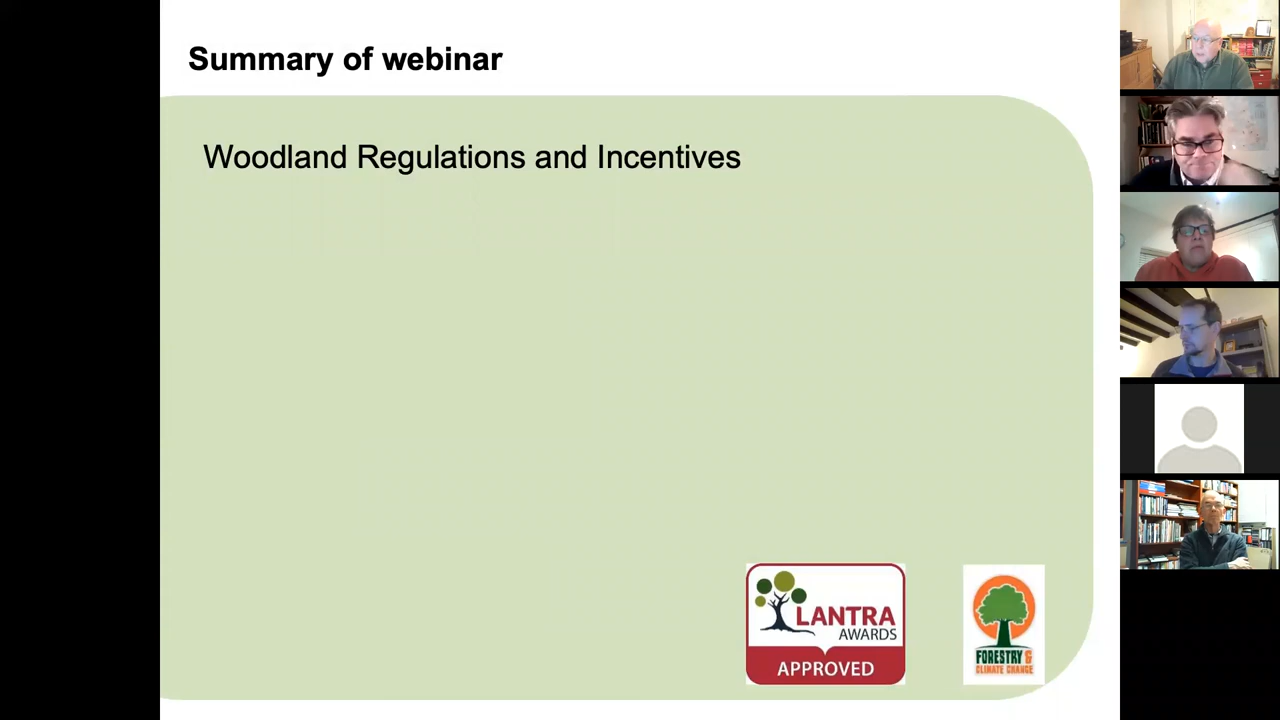 Summary of webinar
Woodland Regulations and Incentives
LANTRA
AWARDS
APPROVED
FORESTRY &
CLIMATE CHANGE